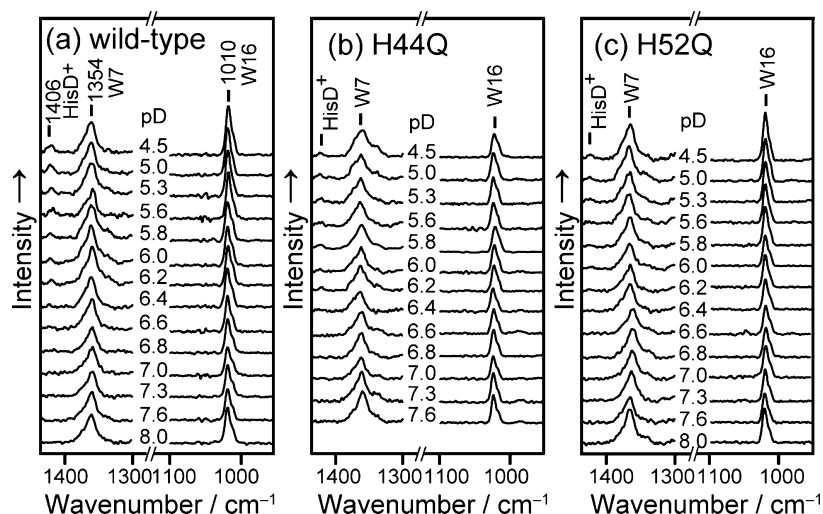 (a) wild-type
1406
HisD+
1354
W7
1010
W16
pD
4.5
5.0
5.3
5.6
5.8
6.0
6.2
6.4
6.6
6.8
7.0
7.3
7.6
8.0
Intensity →
1400 1300 1100 1000
Wavenumber / cm⁻¹
(b) H44Q
HisD⁺
W7
W16
pD
4.5
5.0
5.3
5.6
5.8
6.0
6.2
6.4
6.6
6.8
7.0
7.3
7.6
Intensity →
1400 1300 1100 1000
Wavenumber / cm⁻¹
(c) H52Q
HisD⁺
W7
W16
pD
4.5
5.0
5.3
5.6
5.8
6.0
6.2
6.4
6.6
6.8
7.0
7.3
7.6
8.0
Intensity →
1400 1300 1100 1000
Wavenumber / cm⁻¹